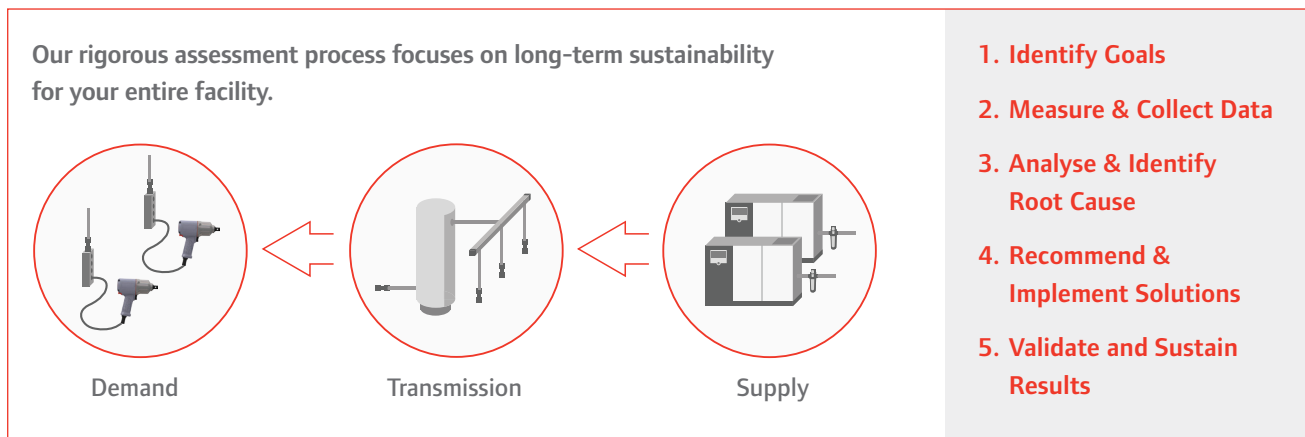 Our rigorous assessment process focuses on long-term sustainability
for your entire facility.
Demand
Transmission
Supply
1. Identify Goals
2. Measure & Collect Data
3. Analyse & Identify
Root Cause
4. Recommend &
Implement Solutions
5. Validate and Sustain
Results